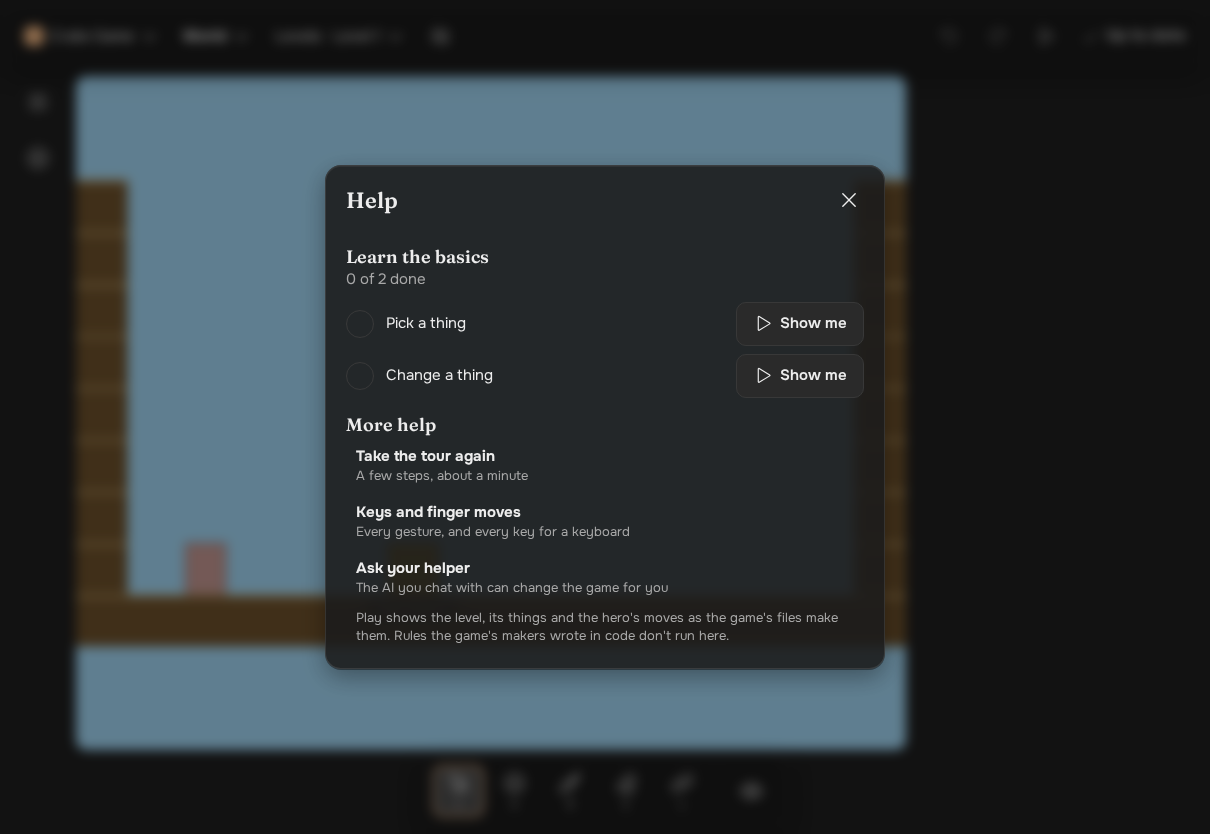 Help
Learn the basics
0 of 2 done
Pick a thing
Show me
Change a thing
Show me
More help
Take the tour again
A few steps, about a minute
Keys and finger moves
Every gesture, and every key for a keyboard
Ask your helper
The AI you chat with can change the game for you
Play shows the level, its things and the hero's moves as the game's files make
them. Rules the game's makers wrote in code don't run here.